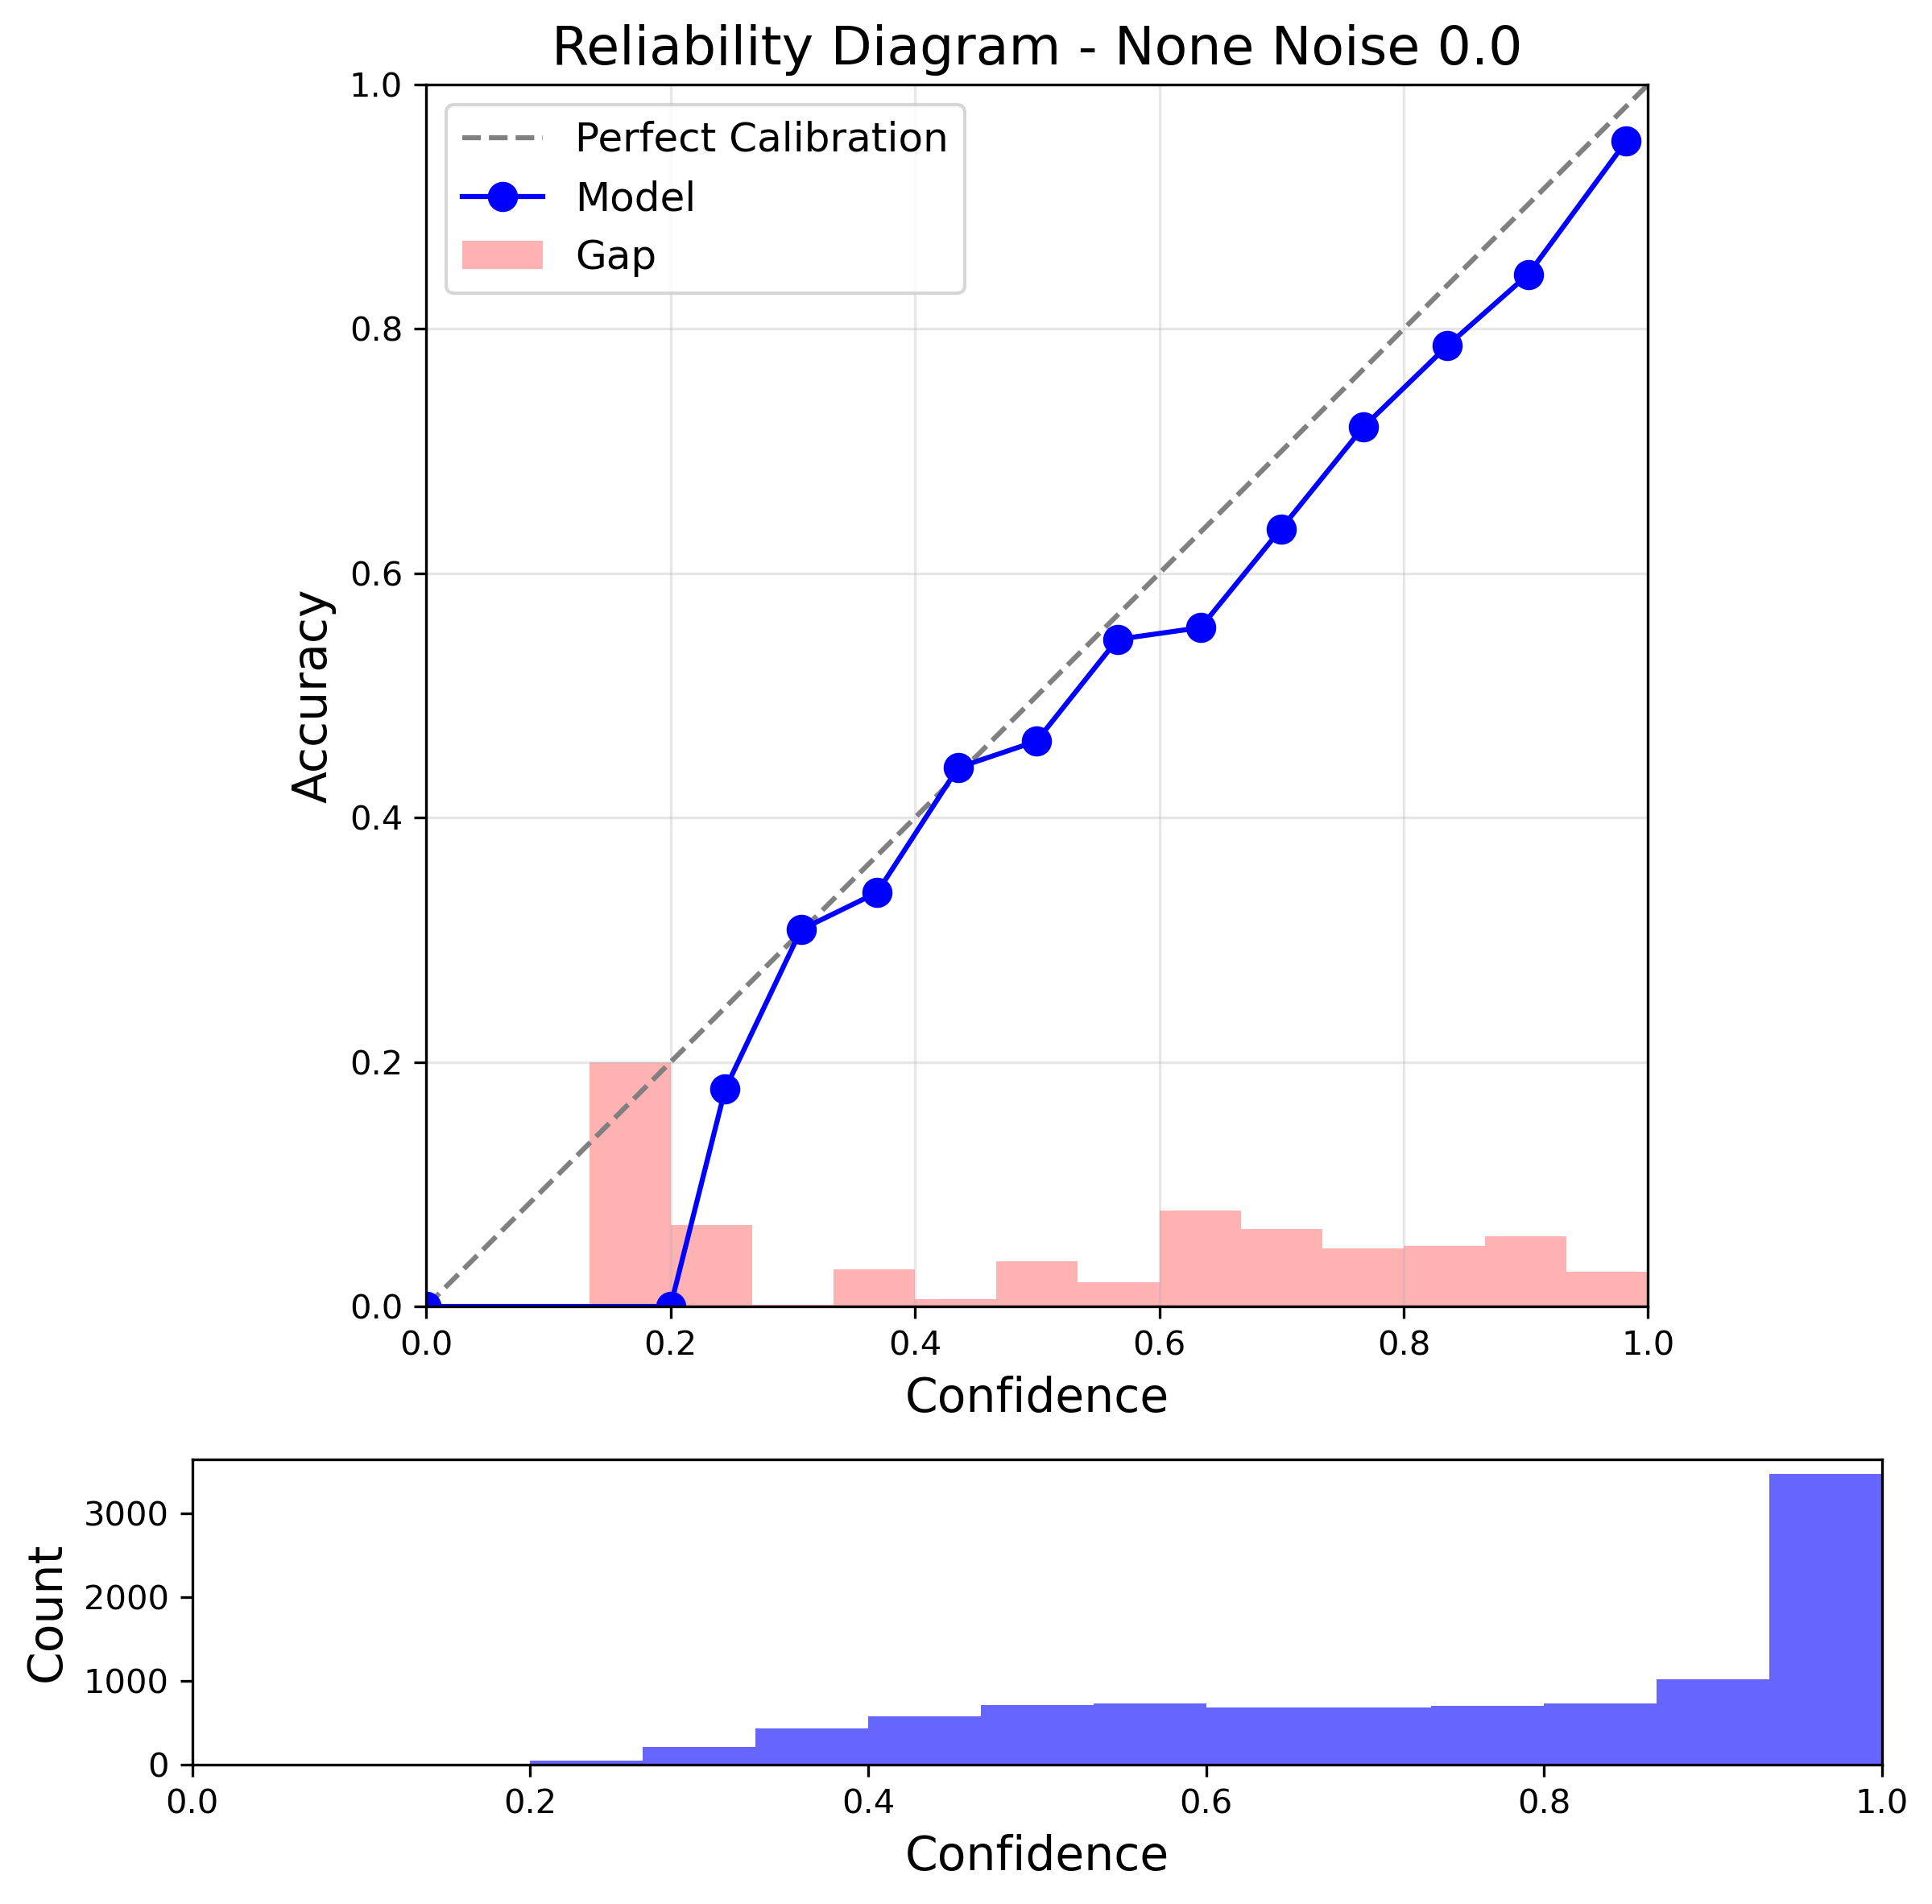 Reliability Diagram - None Noise 0.0
1.0
0.8
0.6
0.4
0.2
0.0
Accuracy
Perfect Calibration
Model
Gap
0.0 0.2 0.4 0.6 0.8 1.0
Confidence
3000
2000
1000
0
Count
0.0 0.2 0.4 0.6 0.8 1.0
Confidence